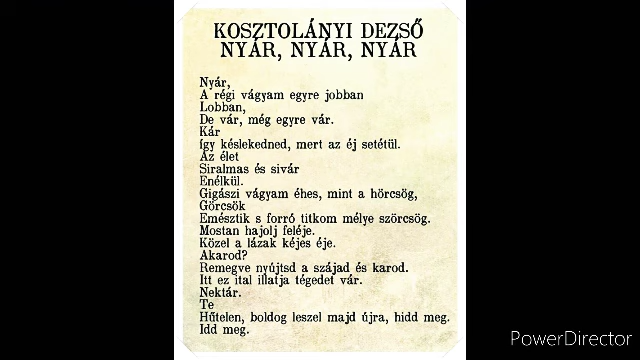 KOSZTOLÁNYI DEZSŐ
NYÁR, NYÁR, NYÁR
Nyár,
A régi vágyam egyre jobban
Lobban,
De vár, még egyre vár.
Kár
így késlekedned, mert az éj setétül.
Az élet
Siralmas és sivár
Enélkül.
Gigászi vágyam éhes, mint a hörcsög,
Görcsök
Emésztik s forró titkom mélye szörcsög.
Mostan hajolj feléje.
Közel a lázak kéjes éje.
Akarod?
Remegve nyújtsd a szájad és karod.
Itt ez ital illatja tégedet vár.
Nektár.
Te
Hűtelen, boldog leszel majd újra, hidd meg.
Idd meg.
PowerDirector